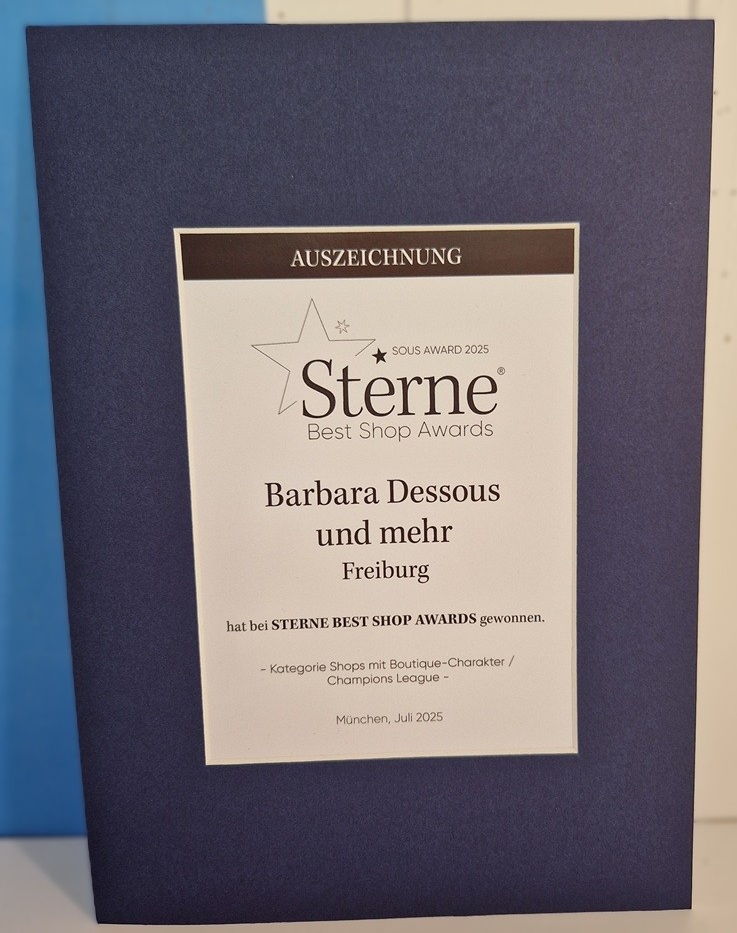 AUSZEICHNUNG
SOUS AWARD 2025
Sterne®
Best Shop Awards
Barbara Dessous
und mehr
Freiburg
hat bei STERNE BEST SHOP AWARDS gewonnen.
- Kategorie Shops mit Boutique-Charakter /
Champions League -
München, Juli 2025